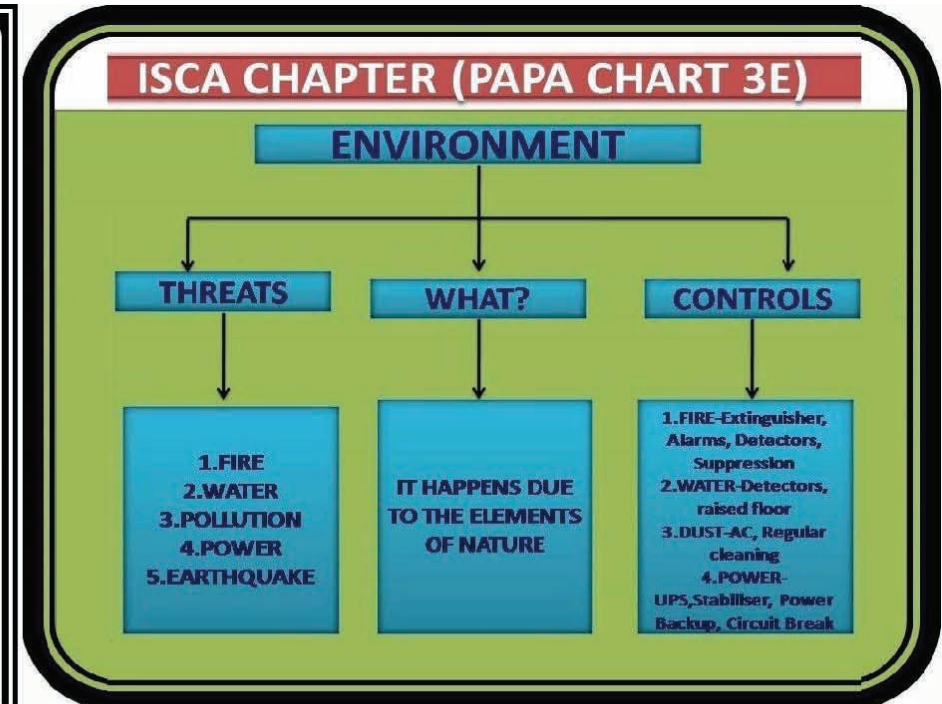 ISCA CHAPTER (PAPA CHART 3E)
ENVIRONMENT
THREATS
WHAT?
CONTROLS
1.FIRE
2.WATER
3.POLLUTION
4.POWER
5.EARTHQUAKE
IT HAPPENS DUE
TO THE ELEMENTS
OF NATURE
1.FIRE-Extinguisher,
Alarms, Detectors,
Suppression
2.WATER-Detectors,
raised floor
3.DUST-AC, Regular
cleaning
4.POWER-
UPS,Stabiliser, Power
Backup, Circuit Break